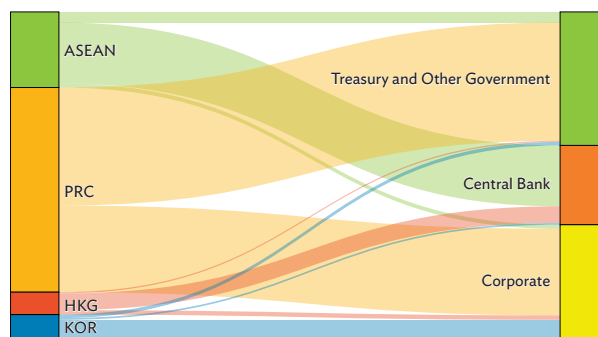 ASEAN
Treasury and Other Government
PRC
Central Bank
Corporate
HKG
KOR